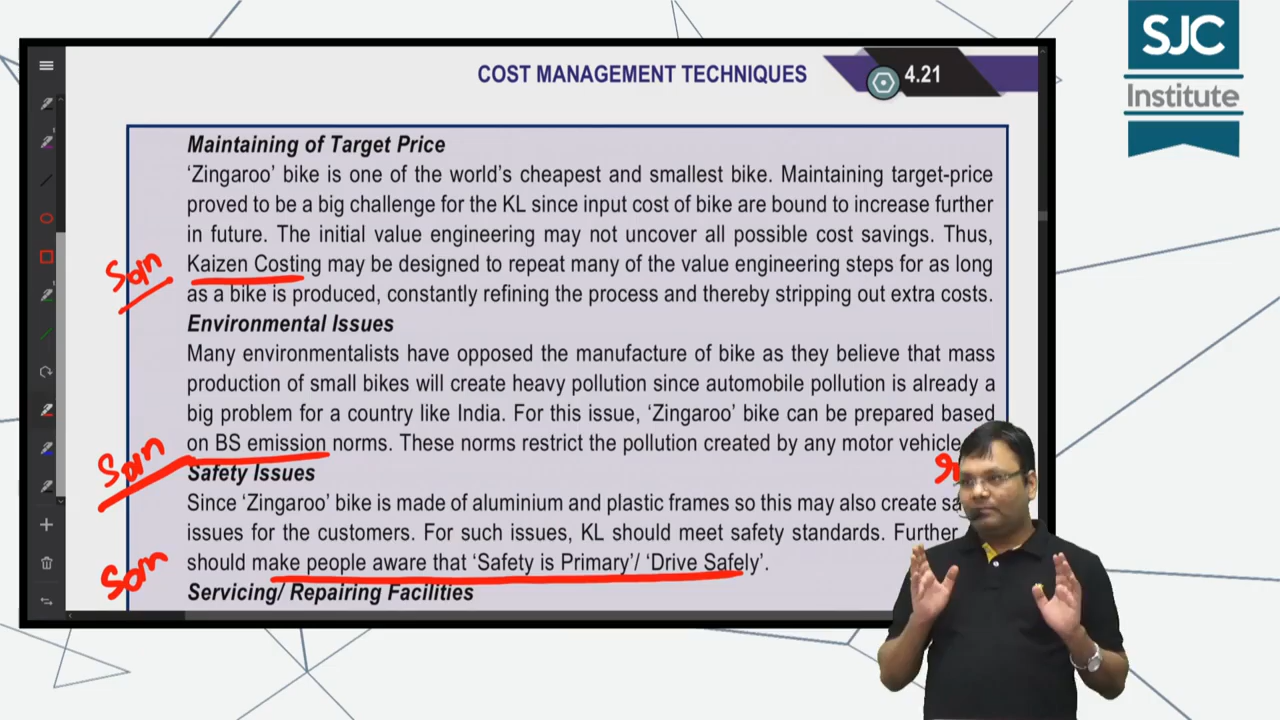 SJC
Institute
COST MANAGEMENT TECHNIQUES
4.21
Maintaining of Target Price
‘Zingaroo’ bike is one of the world’s cheapest and smallest bike. Maintaining target-price
proved to be a big challenge for the KL since input cost of bike are bound to increase further
in future. The initial value engineering may not uncover all possible cost savings. Thus,
Soln
Kaizen Costing may be designed to repeat many of the value engineering steps for as long
as a bike is produced, constantly refining the process and thereby stripping out extra costs.
Environmental Issues
Many environmentalists have opposed the manufacture of bike as they believe that mass
production of small bikes will create heavy pollution since automobile pollution is already a
big problem for a country like India. For this issue, ‘Zingaroo’ bike can be prepared based
on BS emission norms. These norms restrict the pollution created by any motor vehicle
Soln
Safety Issues
Since ‘Zingaroo’ bike is made of aluminium and plastic frames so this may also create
issues for the customers. For such issues, KL should meet safety standards. Further
should make people aware that ‘Safety is Primary’/ ‘Drive Safely’.
Soln
Servicing/ Repairing Facilities